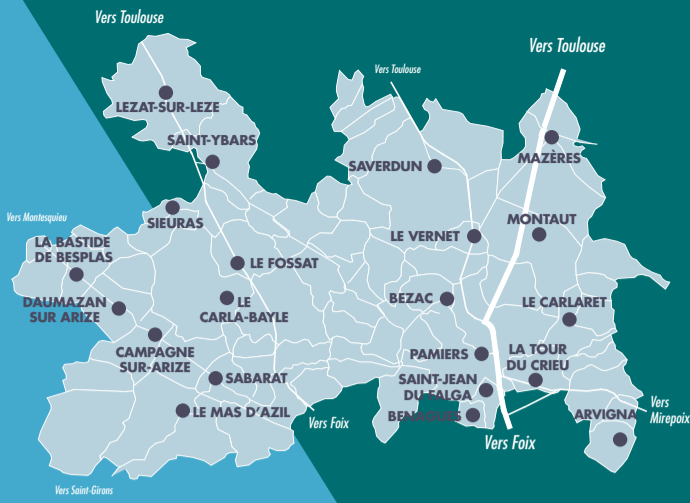 Vers Toulouse
Vers Toulouse
Vers Toulouse
LEZAT-SUR-LEZE
SAINT-YBARS
SAVERDUN
MAZÈRES
Vers Montesquieu
SIEURAS
MONTAUT
LE VERNET
LA BASTIDE
DE BESPLAS
LE FOSSAT
DAUMAZAN
SUR ARIZE
LE
CARLA-BAYLE
BEZAC
LE CARLARET
CAMPAGNE
SUR-ARIZE
PAMIERS
LA TOUR
DU CRIEU
SABARAT
SAINT-JEAN
DU FALGA
LE MAS D'AZIL
BENAGUES
Vers Foix
Vers Foix
ARVIGNA
Vers
Mirepoix
Vers Saint-Girons